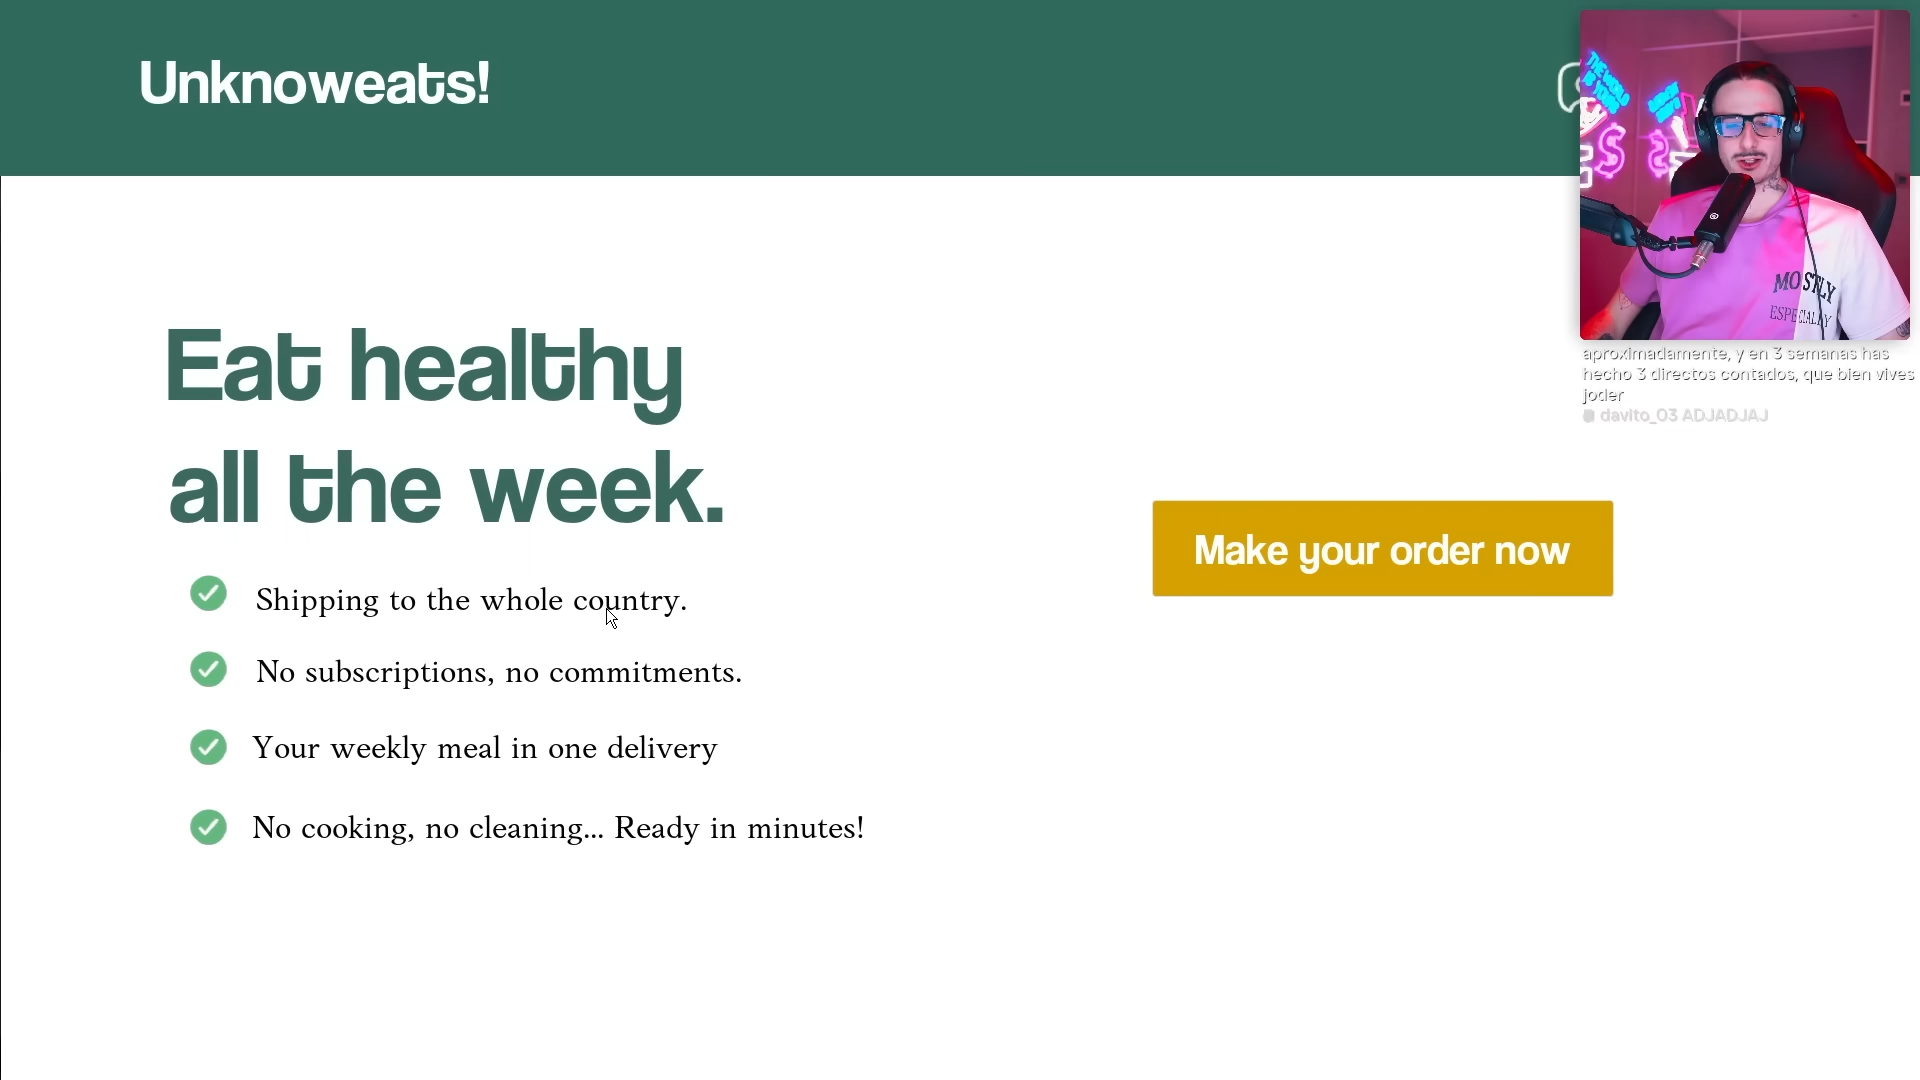 Unknoweats!
Eat healthy
all the week.
Shipping to the whole country.
No subscriptions, no commitments.
Your weekly meal in one delivery
No cooking, no cleaning... Ready in minutes!
Make your order now
MOSTLY
ESPECIALLY
aproximadamente, y en 3 semanas has
hecho 3 directos contados, que bien vives
joder
davito_03 ADJADJAJ